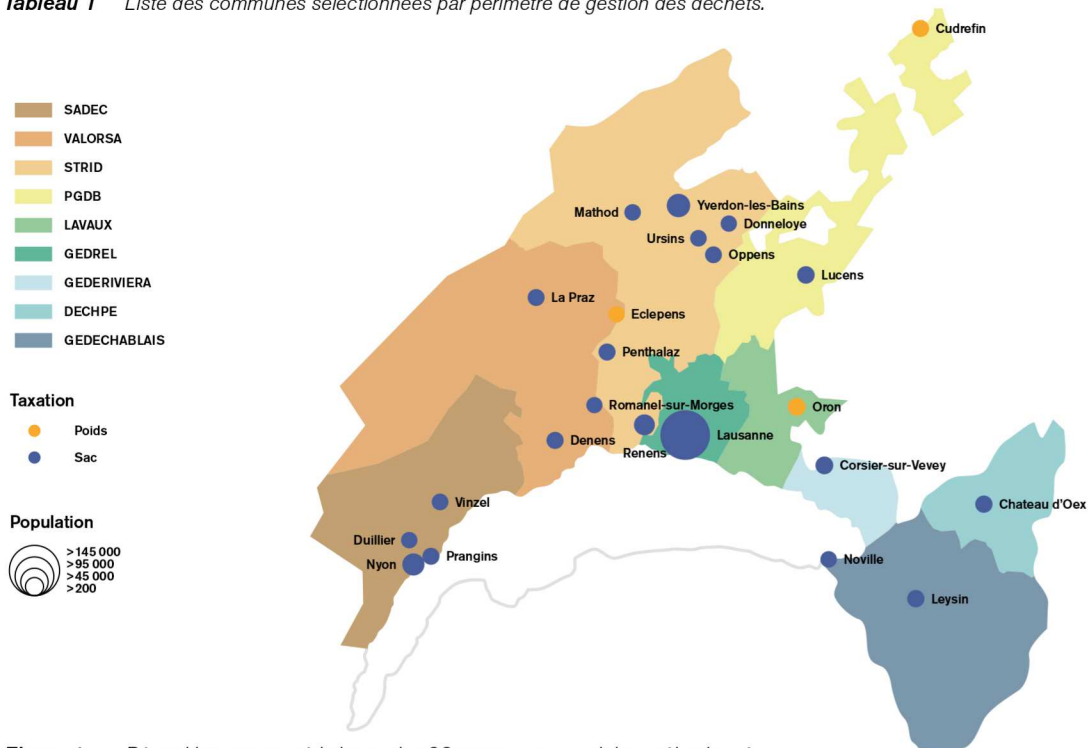 Tableau 1 Liste des communes sélectionnées par périmètre de gestion des déchets.
Cudrefin
SADEC
VALORSA
STRID
PGDB
LAVAUX
GEDREL
GEDERIVIERA
DECHPE
GEDECHABLAIS
Taxation
Poids
Sac
Population
>145 000
>95 000
>45 000
>200
Mathod
Yverdon-les-Bains
Donneloye
Ursins
Oppens
Lucens
La Praz
Eclepens
Penthalaz
Romanel-sur-Morges
Oron
Denens
Lausanne
Renens
Corsier-sur-Vevey
Vinzel
Chateau d'Oex
Duillier
Prangins
Nyon
Noville
Leysin